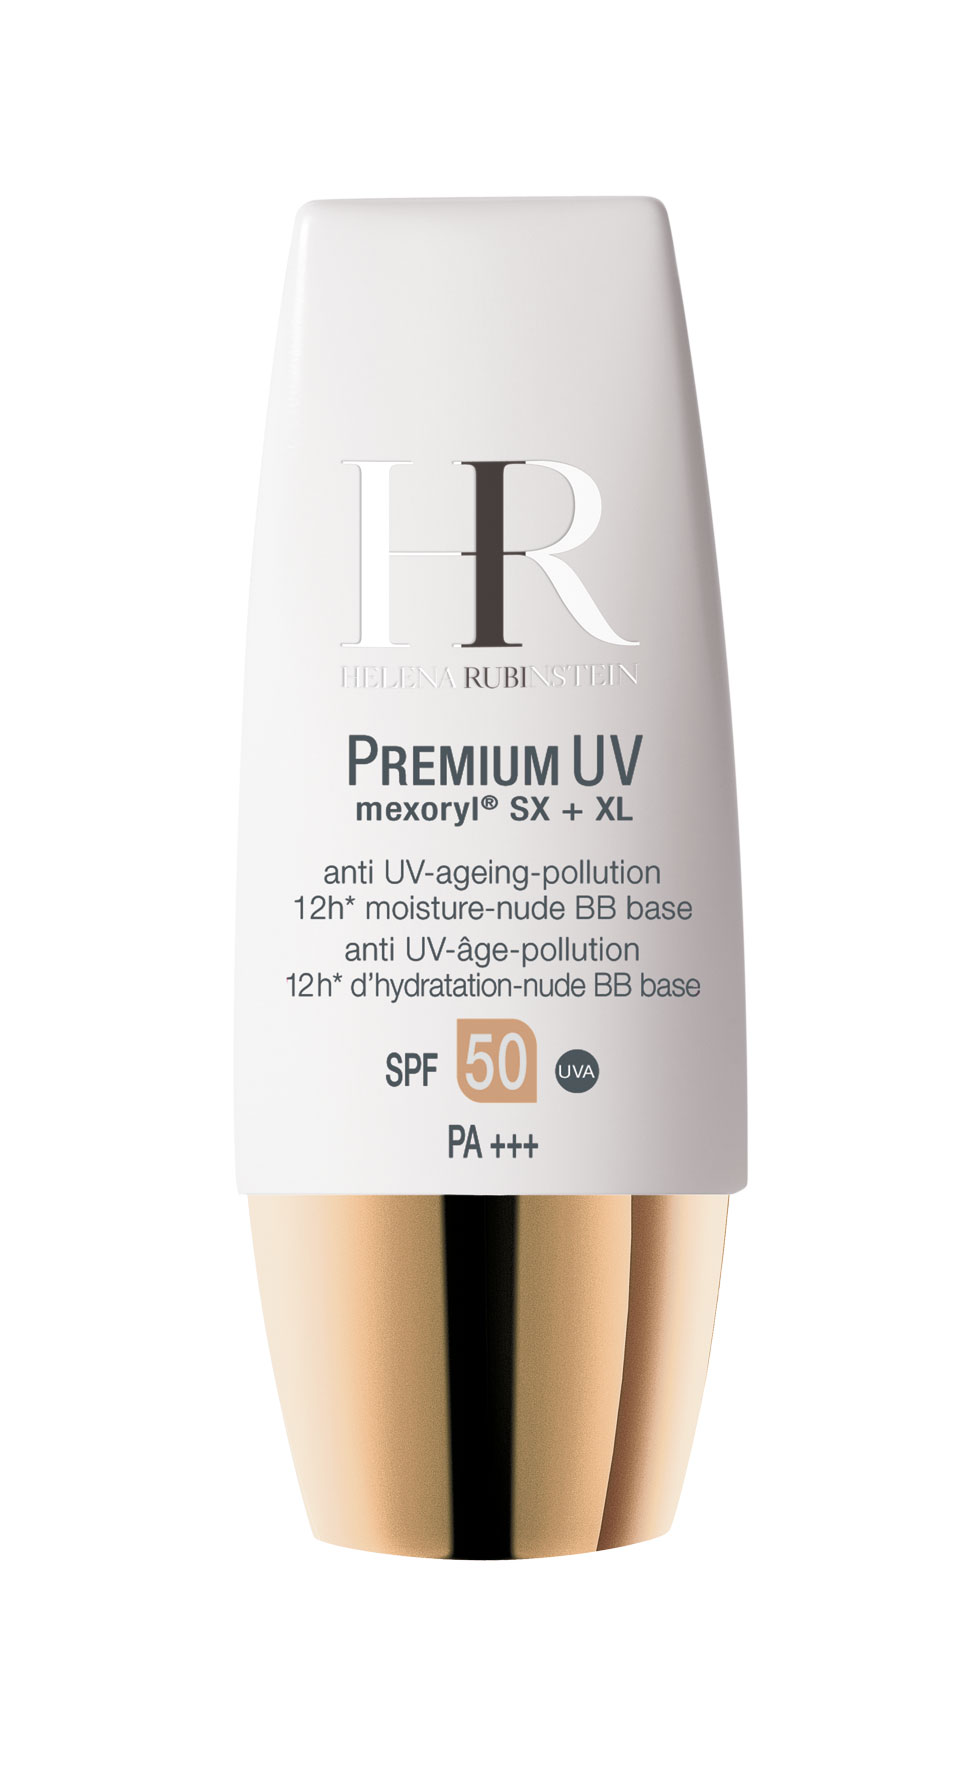 HR
HELENA RUBINSTEIN
PREMIUM UV
mexoryl® SX + XL
anti UV-ageing-pollution
12h* moisture-nude BB base
anti UV-âge-pollution
12h* d'hydratation-nude BB base
SPF 50 UVA
PA +++